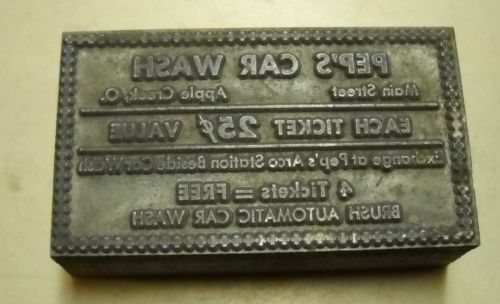 PEP'S CAR WASH
Main Street Apple Creek, O.
EACH TICKET 25¢ VALUE
Exchange at Pep's Arco Station Beside Car Wash
4 Tickets = FREE
BRUSH AUTOMATIC CAR WASH